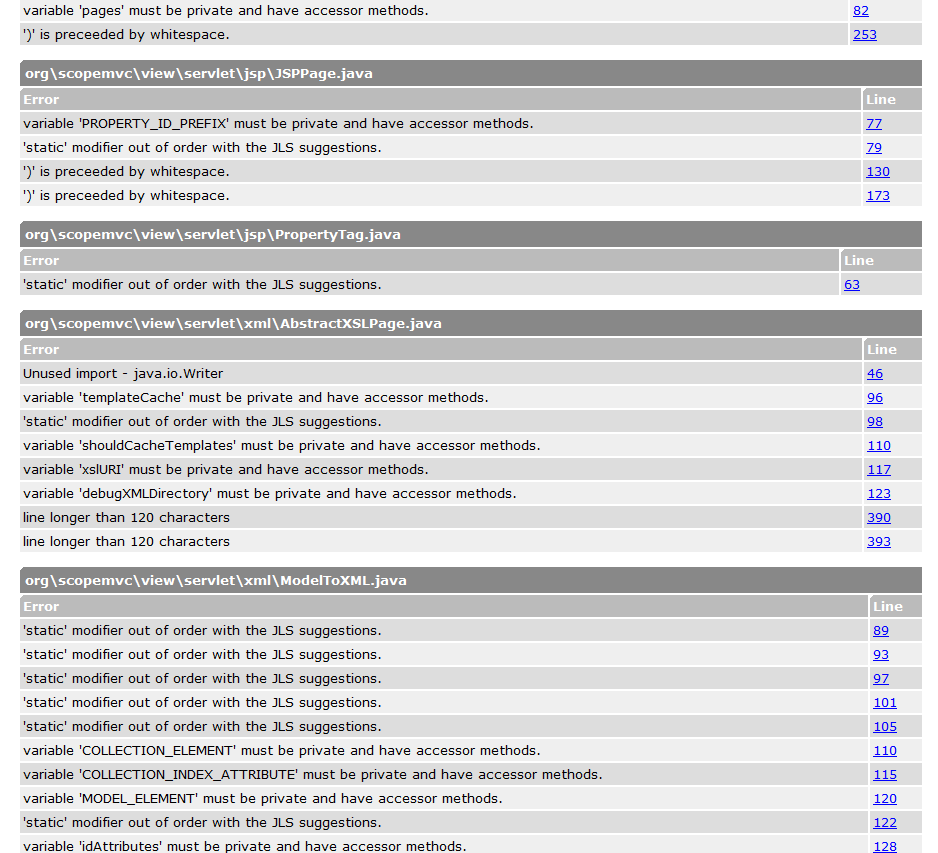 variable 'pages' must be private and have accessor methods. 82
')' is preceeded by whitespace. 253
org\scopemvc\view\servlet\jsp\JSPPage.java
Error Line
variable 'PROPERTY_ID_PREFIX' must be private and have accessor methods. 77
'static' modifier out of order with the JLS suggestions. 79
')' is preceeded by whitespace. 130
')' is preceeded by whitespace. 173
org\scopemvc\view\servlet\jsp\PropertyTag.java
Error Line
'static' modifier out of order with the JLS suggestions. 63
org\scopemvc\view\servlet\xml\AbstractXSLPage.java
Error Line
Unused import - java.io.Writer 46
variable 'templateCache' must be private and have accessor methods. 96
'static' modifier out of order with the JLS suggestions. 98
variable 'shouldCacheTemplates' must be private and have accessor methods. 110
variable 'xslURI' must be private and have accessor methods. 117
variable 'debugXMLDirectory' must be private and have accessor methods. 123
line longer than 120 characters 390
line longer than 120 characters 393
org\scopemvc\view\servlet\xml\ModelToXML.java
Error Line
'static' modifier out of order with the JLS suggestions. 89
'static' modifier out of order with the JLS suggestions. 93
'static' modifier out of order with the JLS suggestions. 97
'static' modifier out of order with the JLS suggestions. 101
'static' modifier out of order with the JLS suggestions. 105
variable 'COLLECTION_ELEMENT' must be private and have accessor methods. 110
variable 'COLLECTION_INDEX_ATTRIBUTE' must be private and have accessor methods. 115
variable 'MODEL_ELEMENT' must be private and have accessor methods. 120
'static' modifier out of order with the JLS suggestions. 122
variable 'idAttributes' must be private and have accessor methods. 128